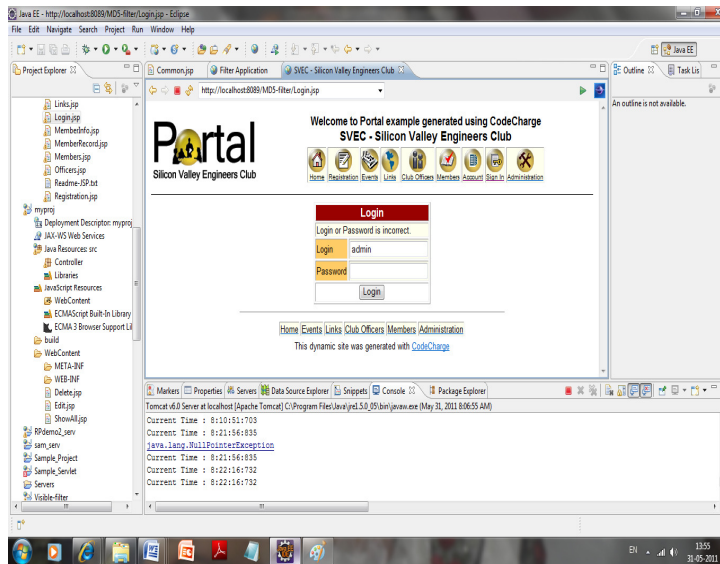 Java EE - http://localhost:8089/MD5-filter/Login.jsp - Eclipse
File Edit Navigate Search Project Run Window Help
Java EE
Project Explorer
Links.jsp
Login.jsp
MemberInfo.jsp
MemberRecord.jsp
Members.jsp
Officers.jsp
Readme-JSP.txt
Registration.jsp
myproj
Deployment Descriptor: myproj
JAX-WS Web Services
Java Resources: src
Controller
Libraries
JavaScript Resources
WebContent
ECMAScript Built-In Library
ECMA 3 Browser Support Li
build
WebContent
META-INF
WEB-INF
Delete.jsp
Edit.jsp
ShowAll.jsp
RPdemo2_serv
sam_serv
Sample_Project
Sample_Servlet
Servers
Visible-filter
Common.jsp Filter Application SVEC - Silicon Valley Engineers Club
http://localhost:8089/MD5-filter/Login.jsp
Portal
Silicon Valley Engineers Club
Welcome to Portal example generated using CodeCharge
SVEC - Silicon Valley Engineers Club
Home Registration Events Links Club Officers Members Account Sign In Administration
Login
Login or Password is incorrect.
Login admin
Password
Login
Home Events Links Club Officers Members Administration
This dynamic site was generated with CodeCharge
Outline Task Lis
An outline is not available.
Markers Properties Servers Data Source Explorer Snippets Console Package Explorer
Tomcat v6.0 Server at localhost [Apache Tomcat] C:\Program Files\Java\jre1.5.0_05\bin\javaw.exe (May 31, 2011 8:06:55 AM)
Current Time : 8:10:51:703
Current Time : 8:21:56:835
java.lang.NullPointerException
Current Time : 8:21:56:835
Current Time : 8:22:16:732
Current Time : 8:22:16:732
EN
13:55
31-05-2011